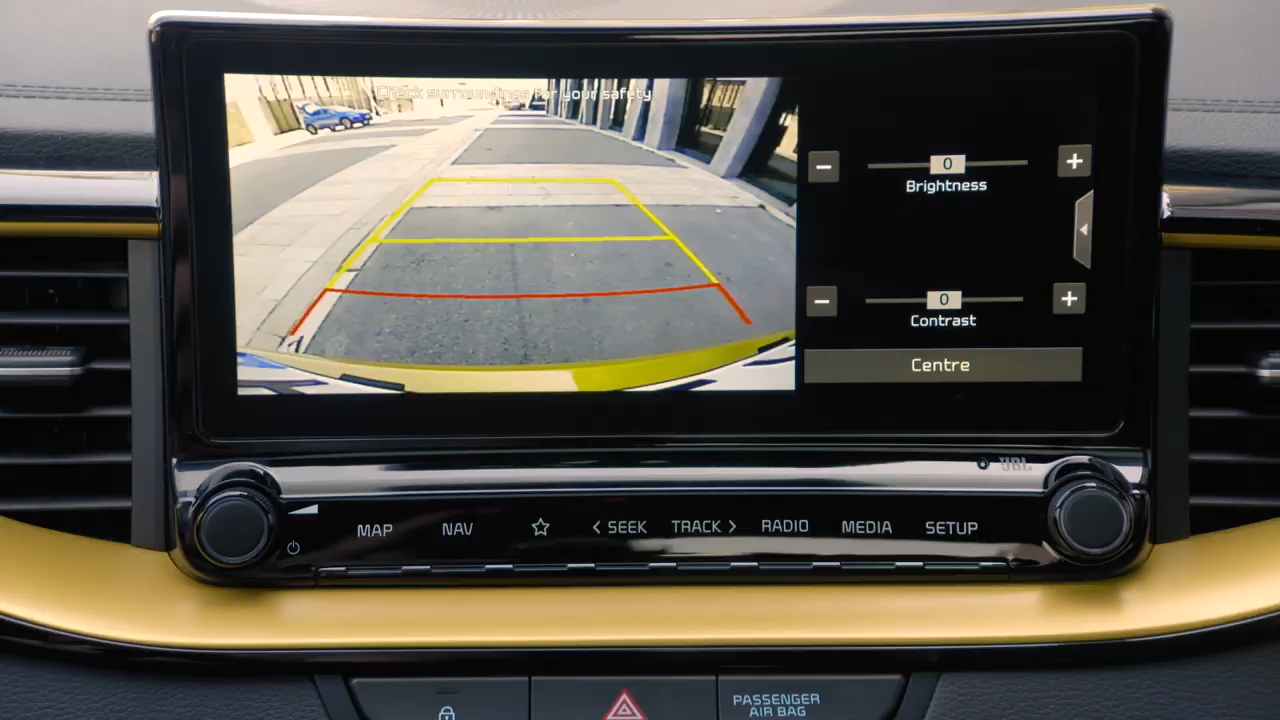 Check surroundings for your safety
0
Brightness
0
Contrast
Centre
JBL
MAP
NAV
SEEK
TRACK
RADIO
MEDIA
SETUP
PASSENGER
AIR BAG